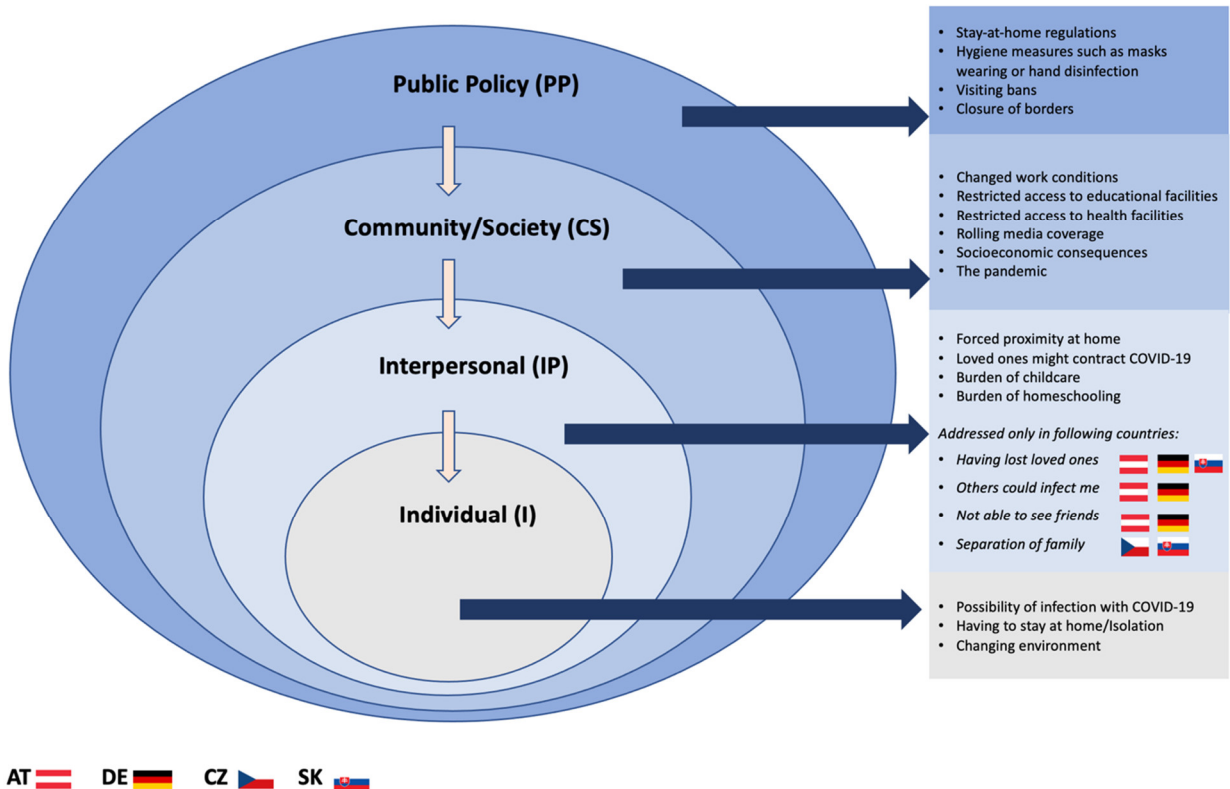 Public Policy (PP)
Community/Society (CS)
Interpersonal (IP)
Individual (I)
• Stay-at-home regulations
• Hygiene measures such as masks
wearing or hand disinfection
• Visiting bans
• Closure of borders
• Changed work conditions
• Restricted access to educational facilities
• Restricted access to health facilities
• Rolling media coverage
• Socioeconomic consequences
• The pandemic
• Forced proximity at home
• Loved ones might contract COVID-19
• Burden of childcare
• Burden of homeschooling
Addressed only in following countries:
• Having lost loved ones
• Others could infect me
• Not able to see friends
• Separation of family
• Possibility of infection with COVID-19
• Having to stay at home/Isolation
• Changing environment
AT DE CZ SK